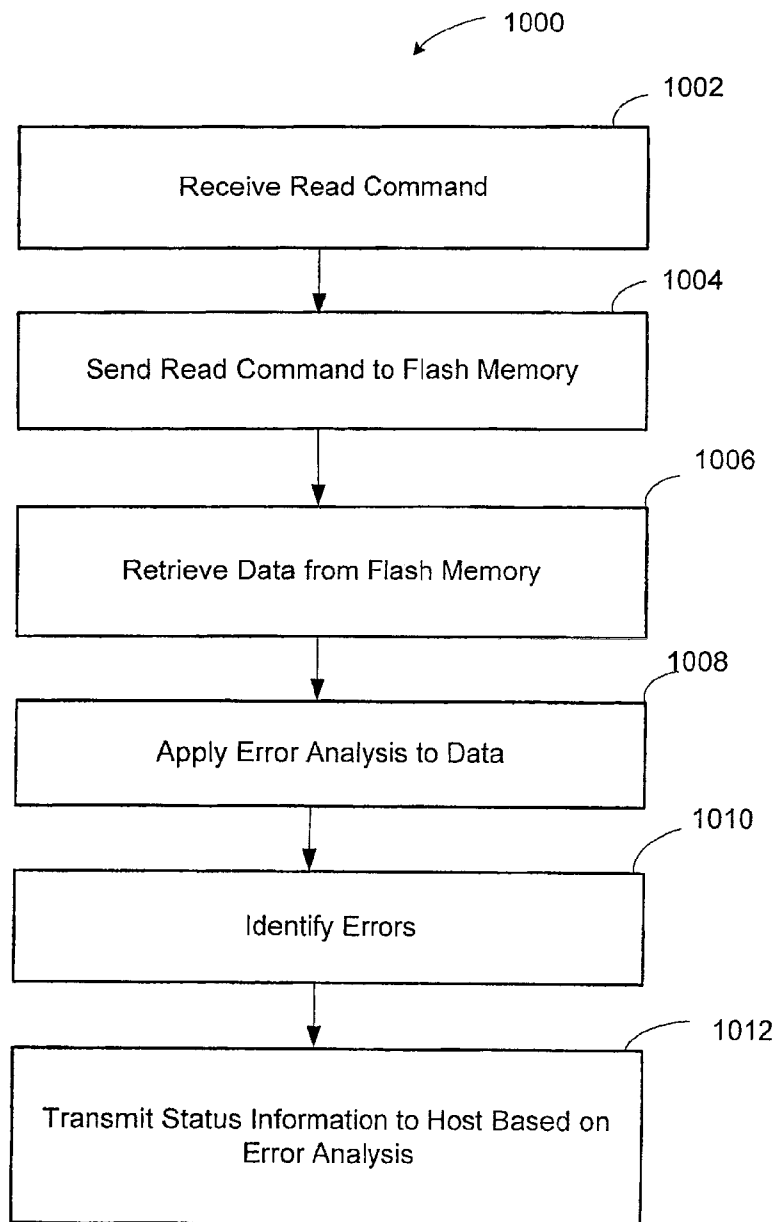 1000
1002
Receive Read Command
1004
Send Read Command to Flash Memory
1006
Retrieve Data from Flash Memory
1008
Apply Error Analysis to Data
1010
Identify Errors
1012
Transmit Status Information to Host Based on
Error Analysis